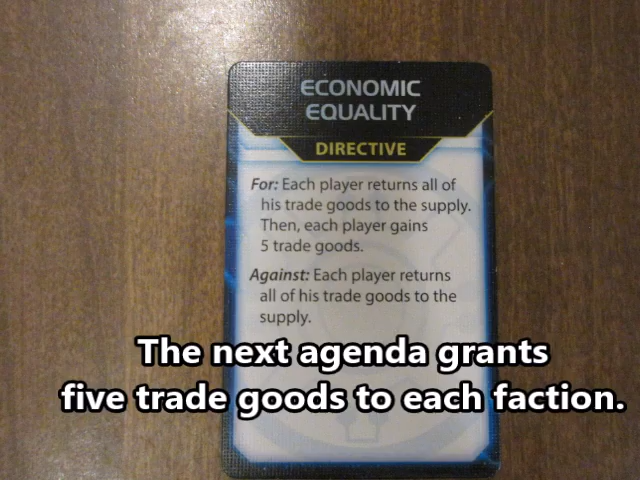 ECONOMIC
EQUALITY
DIRECTIVE
For: Each player returns all of
his trade goods to the supply.
Then, each player gains
5 trade goods.
Against: Each player returns
all of his trade goods to the
supply.
The next agenda grants
five trade goods to each faction.